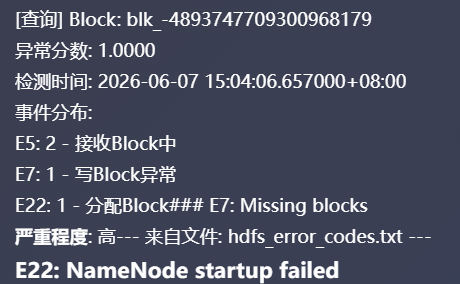 [查询] Block: blk_-4893747709300968179
异常分数: 1.0000
检测时间: 2026-06-07 15:04:06.657000+08:00
事件分布:
E5: 2 - 接收Block中
E7: 1 - 写Block异常
E22: 1 - 分配Block### E7: Missing blocks
严重程度: 高--- 来自文件: hdfs_error_codes.txt ---
E22: NameNode startup failed